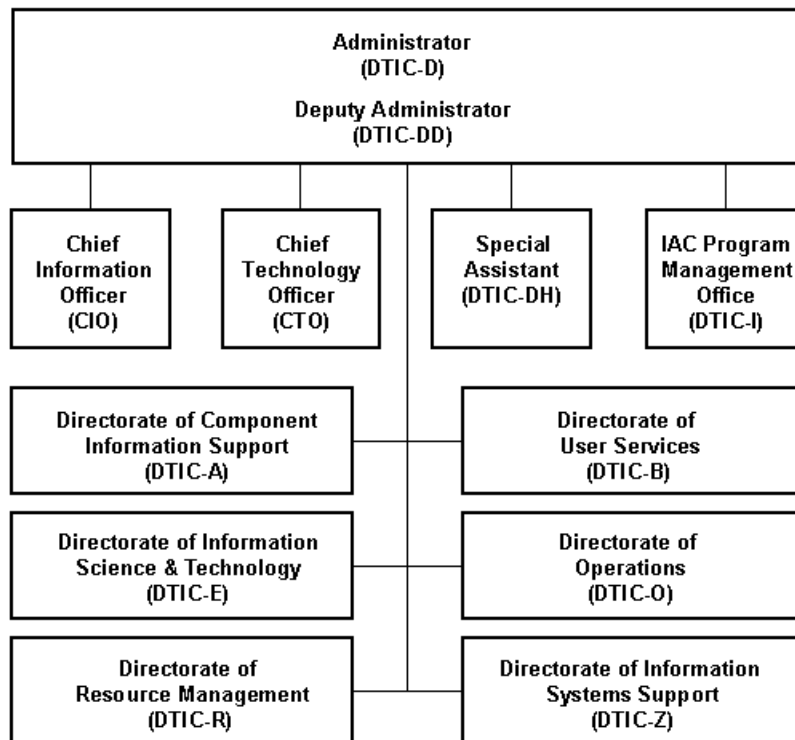 Administrator
(DTIC-D)
Deputy Administrator
(DTIC-DD)
Chief
Information
Officer
(CIO)
Chief
Technology
Officer
(CTO)
Special
Assistant
(DTIC-DH)
IAC Program
Management
Office
(DTIC-I)
Directorate of Component
Information Support
(DTIC-A)
Directorate of
User Services
(DTIC-B)
Directorate of Information
Science & Technology
(DTIC-E)
Directorate of
Operations
(DTIC-O)
Directorate of
Resource Management
(DTIC-R)
Directorate of Information
Systems Support
(DTIC-Z)